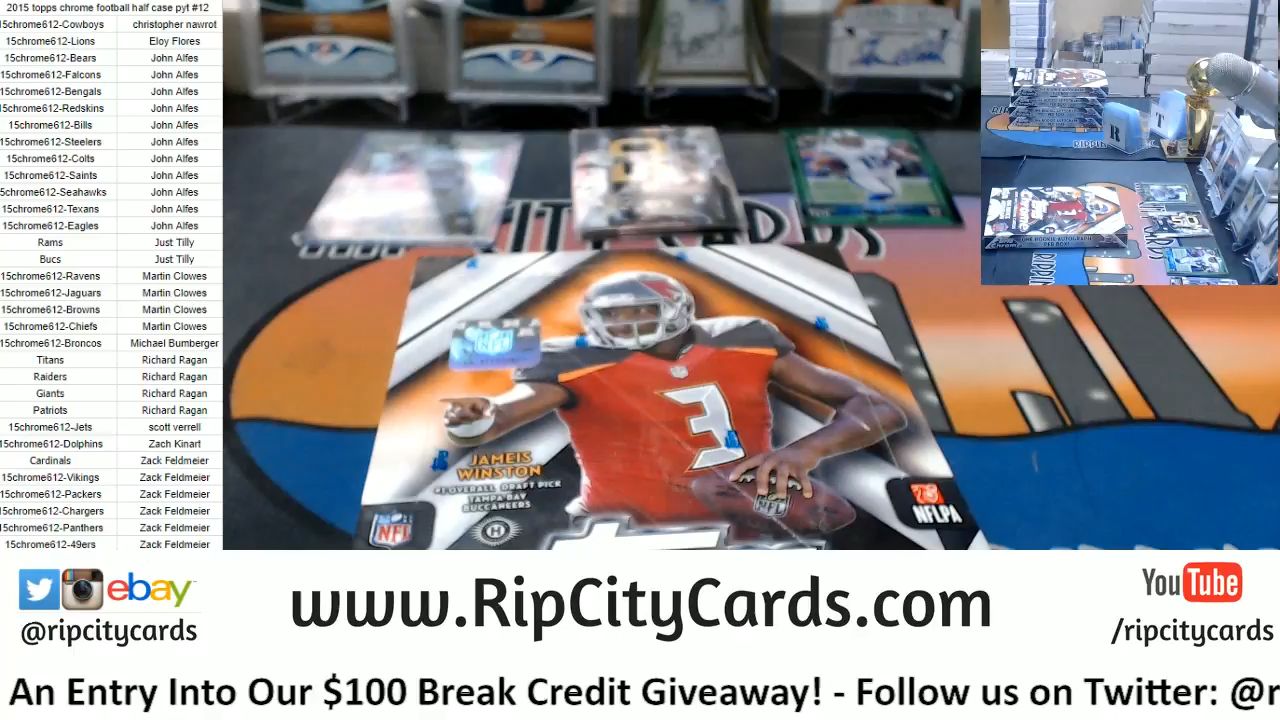 2015 topps chrome football half case pyt #12
15chrome612-Cowboys christopher nawrot
15chrome612-Lions Eloy Flores
15chrome612-Bears John Alfes
15chrome612-Falcons John Alfes
15chrome612-Bengals John Alfes
15chrome612-Redskins John Alfes
15chrome612-Bills John Alfes
15chrome612-Steelers John Alfes
15chrome612-Colts John Alfes
15chrome612-Saints John Alfes
15chrome612-Seahawks John Alfes
15chrome612-Texans John Alfes
15chrome612-Eagles John Alfes
Rams Just Tilly
Bucs Just Tilly
15chrome612-Ravens Martin Clowes
15chrome612-Jaguars Martin Clowes
15chrome612-Browns Martin Clowes
15chrome612-Chiefs Martin Clowes
15chrome612-Broncos Michael Bumberger
Titans Richard Ragan
Raiders Richard Ragan
Giants Richard Ragan
Patriots Richard Ragan
15chrome612-Jets scott verrell
15chrome612-Dolphins Zach Kinart
Cardinals Zack Feldmeier
15chrome612-Vikings Zack Feldmeier
15chrome612-Packers Zack Feldmeier
15chrome612-Chargers Zack Feldmeier
15chrome612-Panthers Zack Feldmeier
15chrome612-49ers Zack Feldmeier
R T
CARDS
NFL
3
JAMEIS
WINSTON
#1 OVERALL DRAFT PICK
TAMPA BAY
BUCCANEERS
H
NFL
NFL
NFLPA
ebay
@ripcitycards
www.RipCityCards.com
YouTube
/ripcitycards
An Entry Into Our $100 Break Credit Giveaway! - Follow us on Twitter: @r